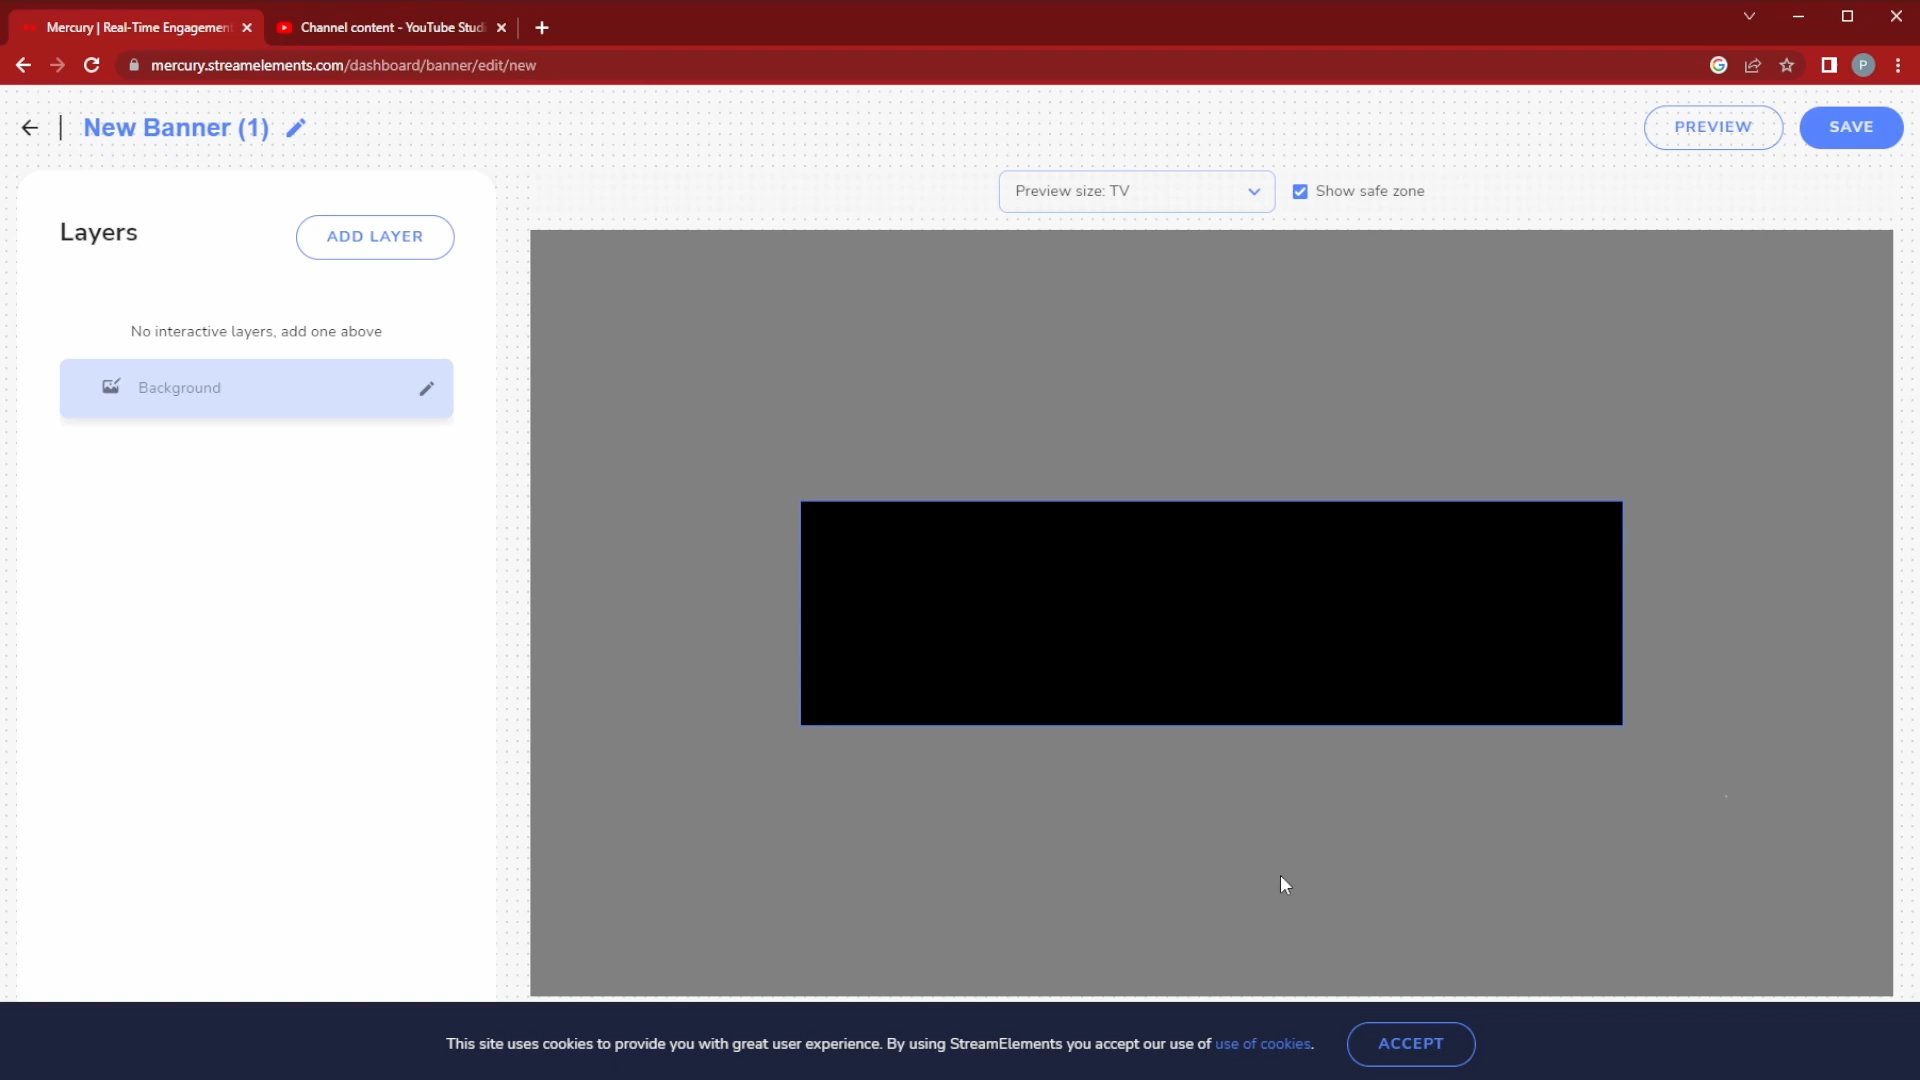 Mercury | Real-Time Engagement
Channel content - YouTube Studi
mercury.streamelements.com/dashboard/banner/edit/new
P
New Banner (1)
PREVIEW
SAVE
Preview size: TV
Show safe zone
Layers
ADD LAYER
No interactive layers, add one above
Background
This site uses cookies to provide you with great user experience. By using StreamElements you accept our use of use of cookies.
ACCEPT